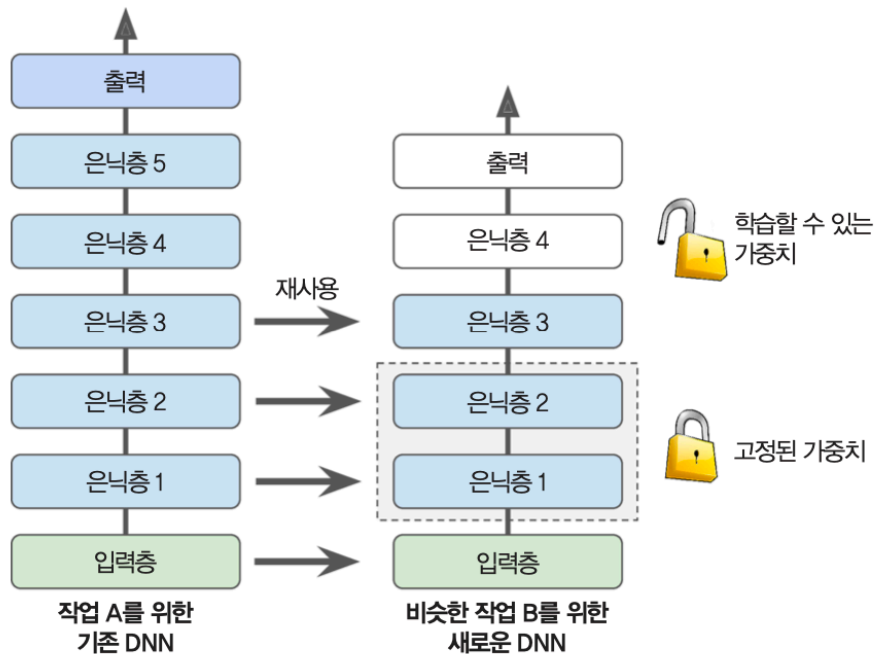 출력
은닉층 5
은닉층 4
은닉층 3
은닉층 2
은닉층 1
입력층
작업 A를 위한
기존 DNN
재사용
출력
은닉층 4
은닉층 3
은닉층 2
은닉층 1
입력층
비슷한 작업 B를 위한
새로운 DNN
학습할 수 있는
가중치
고정된 가중치